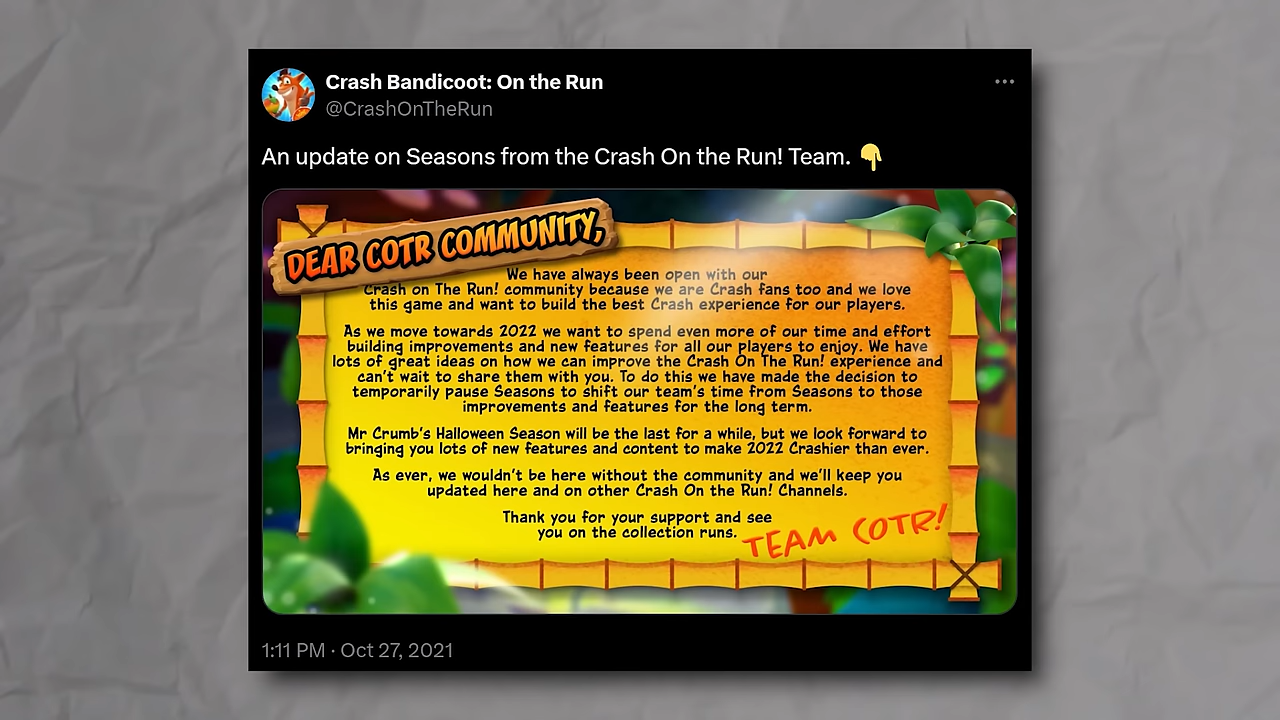 Crash Bandicoot: On the Run
@CrashOnTheRun
An update on Seasons from the Crash On the Run! Team. 👇
DEAR COTR COMMUNITY,
We have always been open with our
Crash on The Run! community because we are Crash fans too and we love
this game and want to build the best Crash experience for our players.
As we move towards 2022 we want to spend even more of our time and effort
building improvements and new features for all our players to enjoy. We have
lots of great ideas on how we can improve the Crash On The Run! experience and
can't wait to share them with you. To do this we have made the decision to
temporarily pause Seasons to shift our team's time from Seasons to those
improvements and features for the long term.
Mr Crumb's Halloween Season will be the last for a while, but we look forward to
bringing you lots of new features and content to make 2022 Crashier than ever.
As ever, we wouldn't be here without the community and we'll keep you
updated here and on other Crash On the Run! Channels.
Thank you for your support and see
you on the collection runs.
TEAM COTR!
1:11 PM · Oct 27, 2021